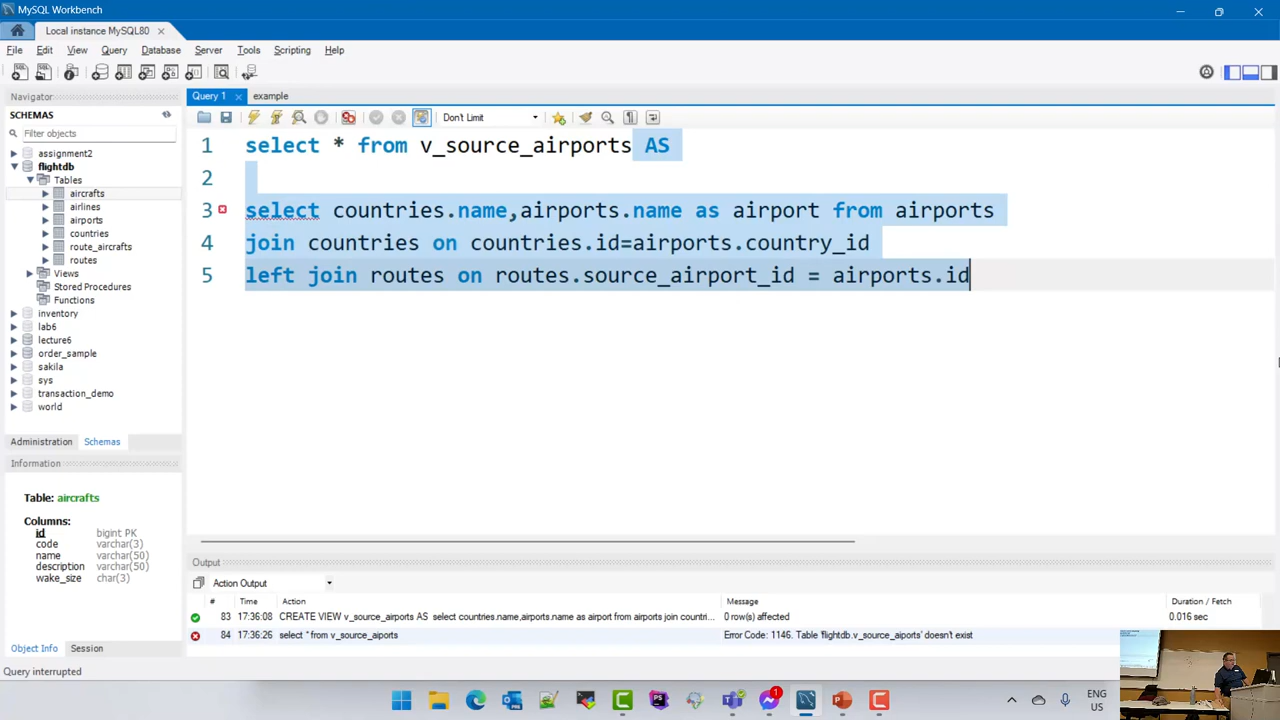 MySQL Workbench
Local instance MySQL80
File Edit View Query Database Server Tools Scripting Help
Navigator
SCHEMAS
Filter objects
assignment2
flightdb
Tables
aircrafts
airlines
airports
countries
route_aircrafts
routes
Views
Stored Procedures
Functions
inventory
lab6
lecture6
order_sample
sakila
sys
transaction_demo
world
Administration Schemas
Information
Table: aircrafts
Columns:
id bigint PK
code varchar(3)
name varchar(50)
description varchar(50)
wake_size char(3)
Object Info Session
Query interrupted
Query 1 example
Don't Limit
1 select * from v_source_airports AS
2
3 select countries.name,airports.name as airport from airports
4 join countries on countries.id=airports.country_id
5 left join routes on routes.source_airport_id = airports.id
Output
Action Output
# Time Action Message Duration / Fetch
83 17:36:08 CREATE VIEW v_source_airports AS select countries.name,airports.name as airport from airports join countri... 0 row(s) affected 0.016 sec
84 17:36:26 select * from v_source_aiports Error Code: 1146. Table 'flightdb.v_source_aiports' doesn't exist
PS
1
ENG
US